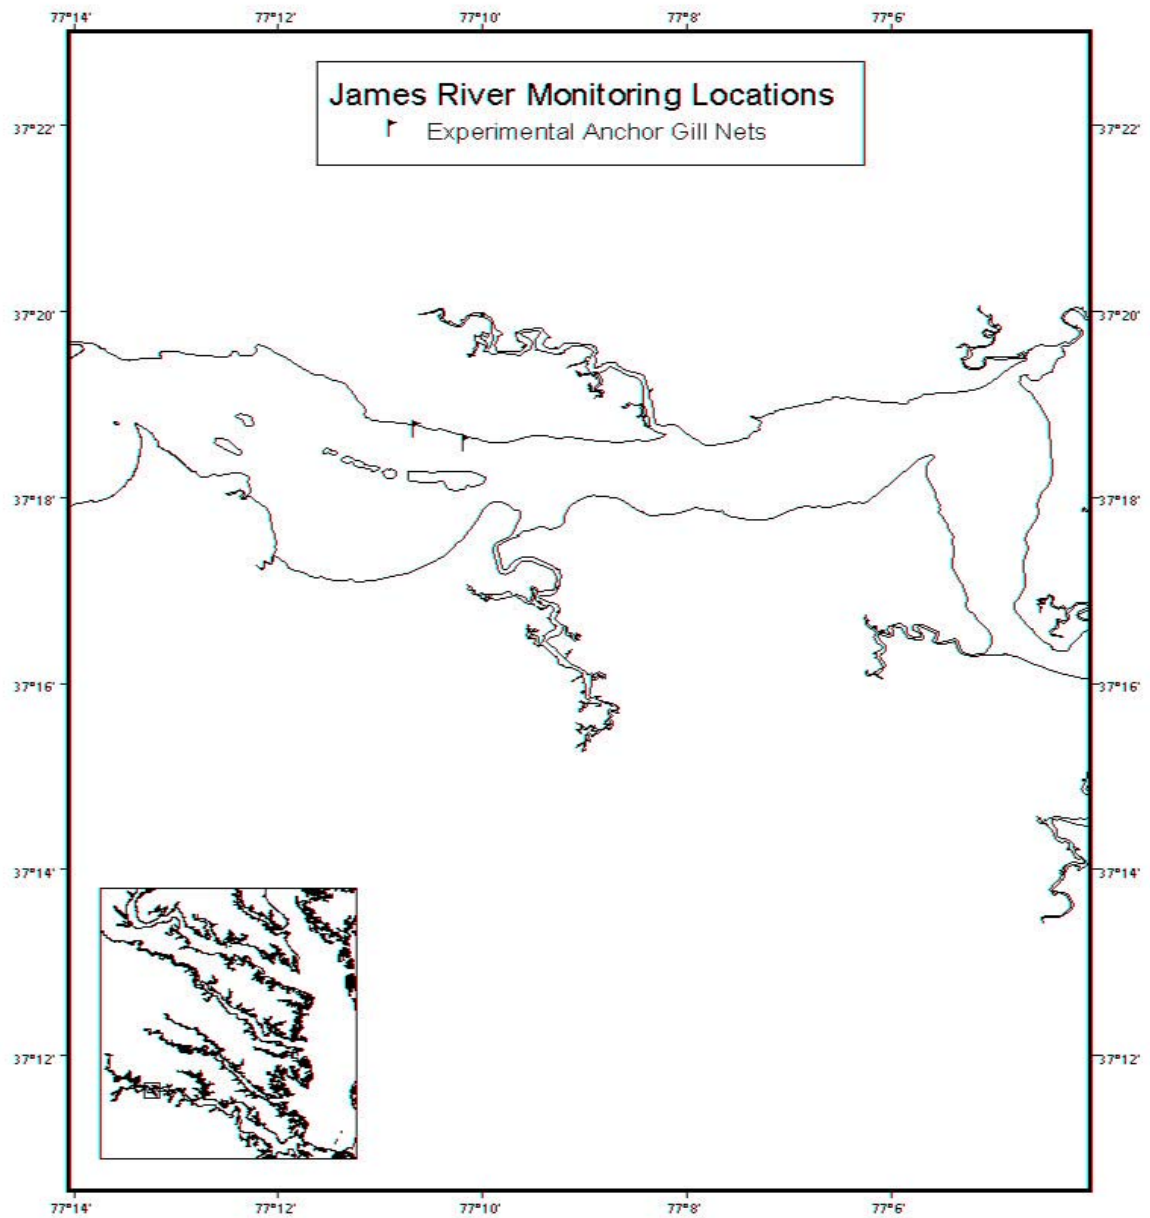 77°14' 77°12' 77°10' 77°8' 77°6'
James River Monitoring Locations
Experimental Anchor Gill Nets
37°22' 37°22'
37°20' 37°20'
37°18' 37°18'
37°16' 37°16'
37°14' 37°14'
37°12' 37°12'
77°14' 77°12' 77°10' 77°8' 77°6'